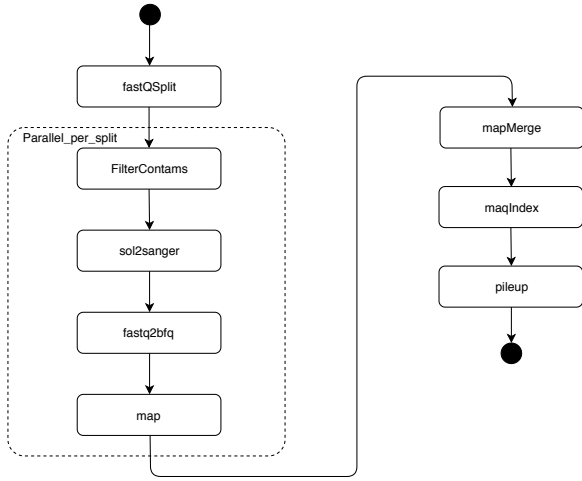 fastQSplit
Parallel_per_split
FilterContams
sol2sanger
fastq2bfq
map
mapMerge
maqIndex
pileup